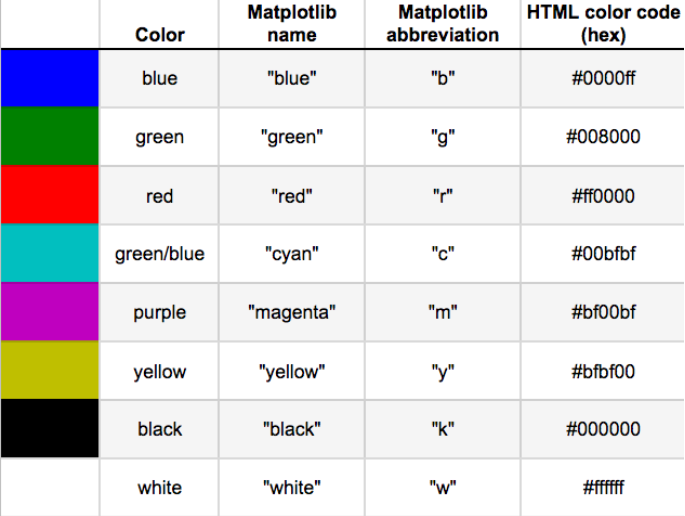 Color Matplotlib name Matplotlib abbreviation HTML color code (hex)
blue "blue" "b" #0000ff
green "green" "g" #008000
red "red" "r" #ff0000
green/blue "cyan" "c" #00bfbf
purple "magenta" "m" #bf00bf
yellow "yellow" "y" #bfbf00
black "black" "k" #000000
white "white" "w" #ffffff